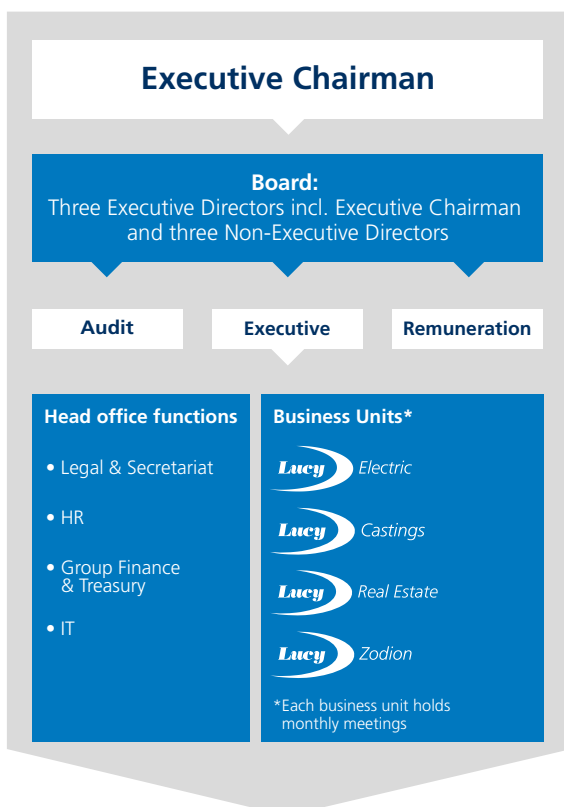 Executive Chairman
Board:
Three Executive Directors incl. Executive Chairman
and three Non-Executive Directors
Audit
Executive
Remuneration
Head office functions
• Legal & Secretariat
• HR
• Group Finance
& Treasury
• IT
Business Units*
Lucy Electric
Lucy Castings
Lucy Real Estate
Lucy Zodion
*Each business unit holds
monthly meetings